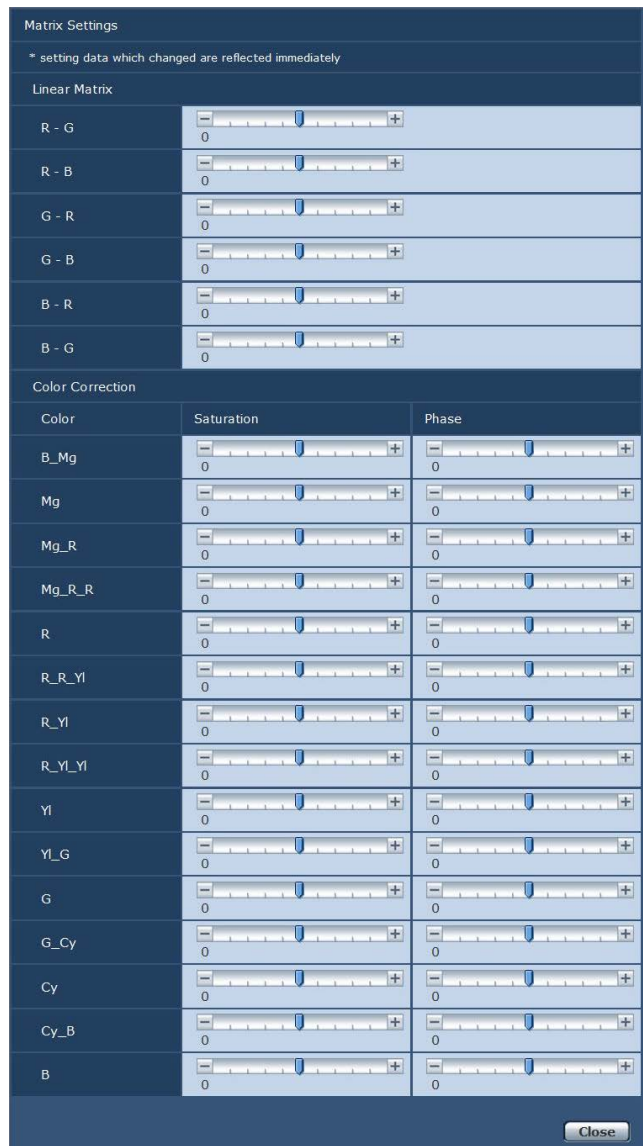 Matrix Settings
* setting data which changed are reflected immediately
Linear Matrix
R - G
0
R - B
0
G - R
0
G - B
0
B - R
0
B - G
0
Color Correction
Color Saturation Phase
B_Mg
0 0
Mg
0 0
Mg_R
0 0
Mg_R_R
0 0
R
0 0
R_R_Yl
0 0
R_Yl
0 0
R_Yl_Yl
0 0
Yl
0 0
Yl_G
0 0
G
0 0
G_Cy
0 0
Cy
0 0
Cy_B
0 0
B
0 0
Close